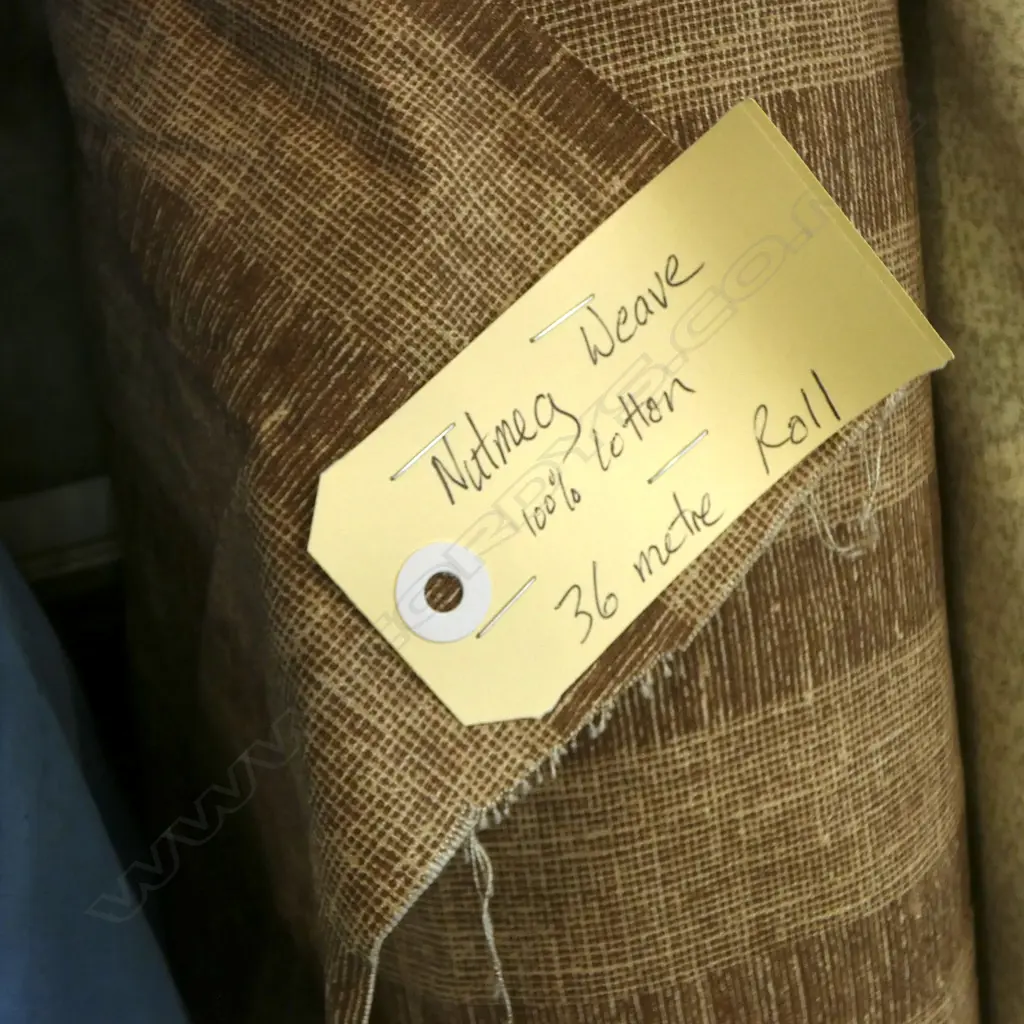 Nutmeg Weave
100% Cotton
36 metre Roll